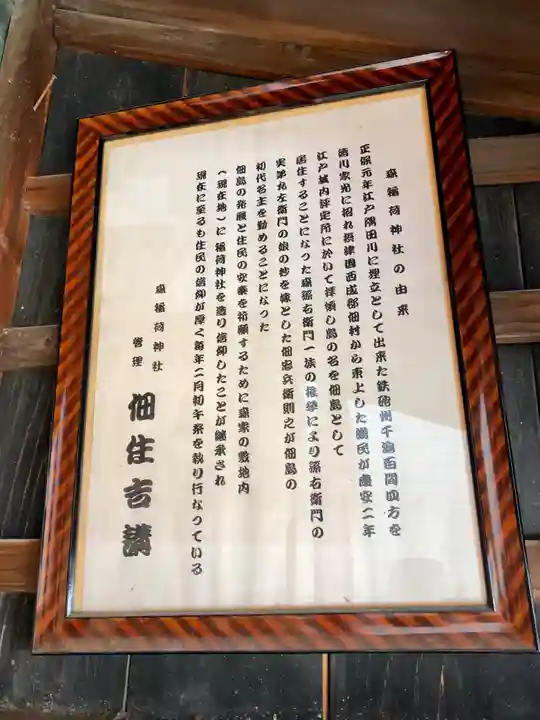 森稲荷神社の由来
正保元年江戸隅田川に埋立として出来た鉄砲州干潟百間四方を
徳川家光に招れ摂津国西成郡佃村から東上した漁民が慶安二年
江戸城内評定所に於いて拝領し島の名を佃島として
居住することになった森孫右衛門一族の推挙により孫右衛門の
実弟九左衛門の娘の妙を嫁とした佃忠兵衛則之が佃島の
初代名主を勤めることになった
佃島の発展と住民の安泰を祈願するために森家の敷地内
(現在地)に稲荷神社を造り信仰したことが継承され
現在に至るも住民の信仰が厚く毎年二月初午祭を執り行なっている
森稲荷神社
管理 佃住吉講